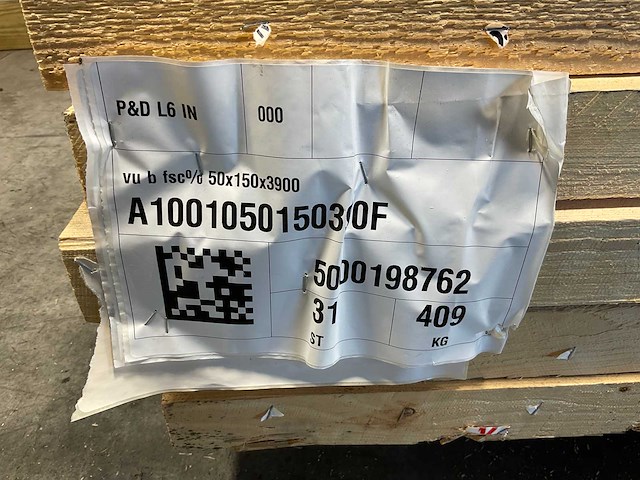 P&D L6 IN 000
vu b fsc% 50x150x3900
5000198762
31 409
ST KG